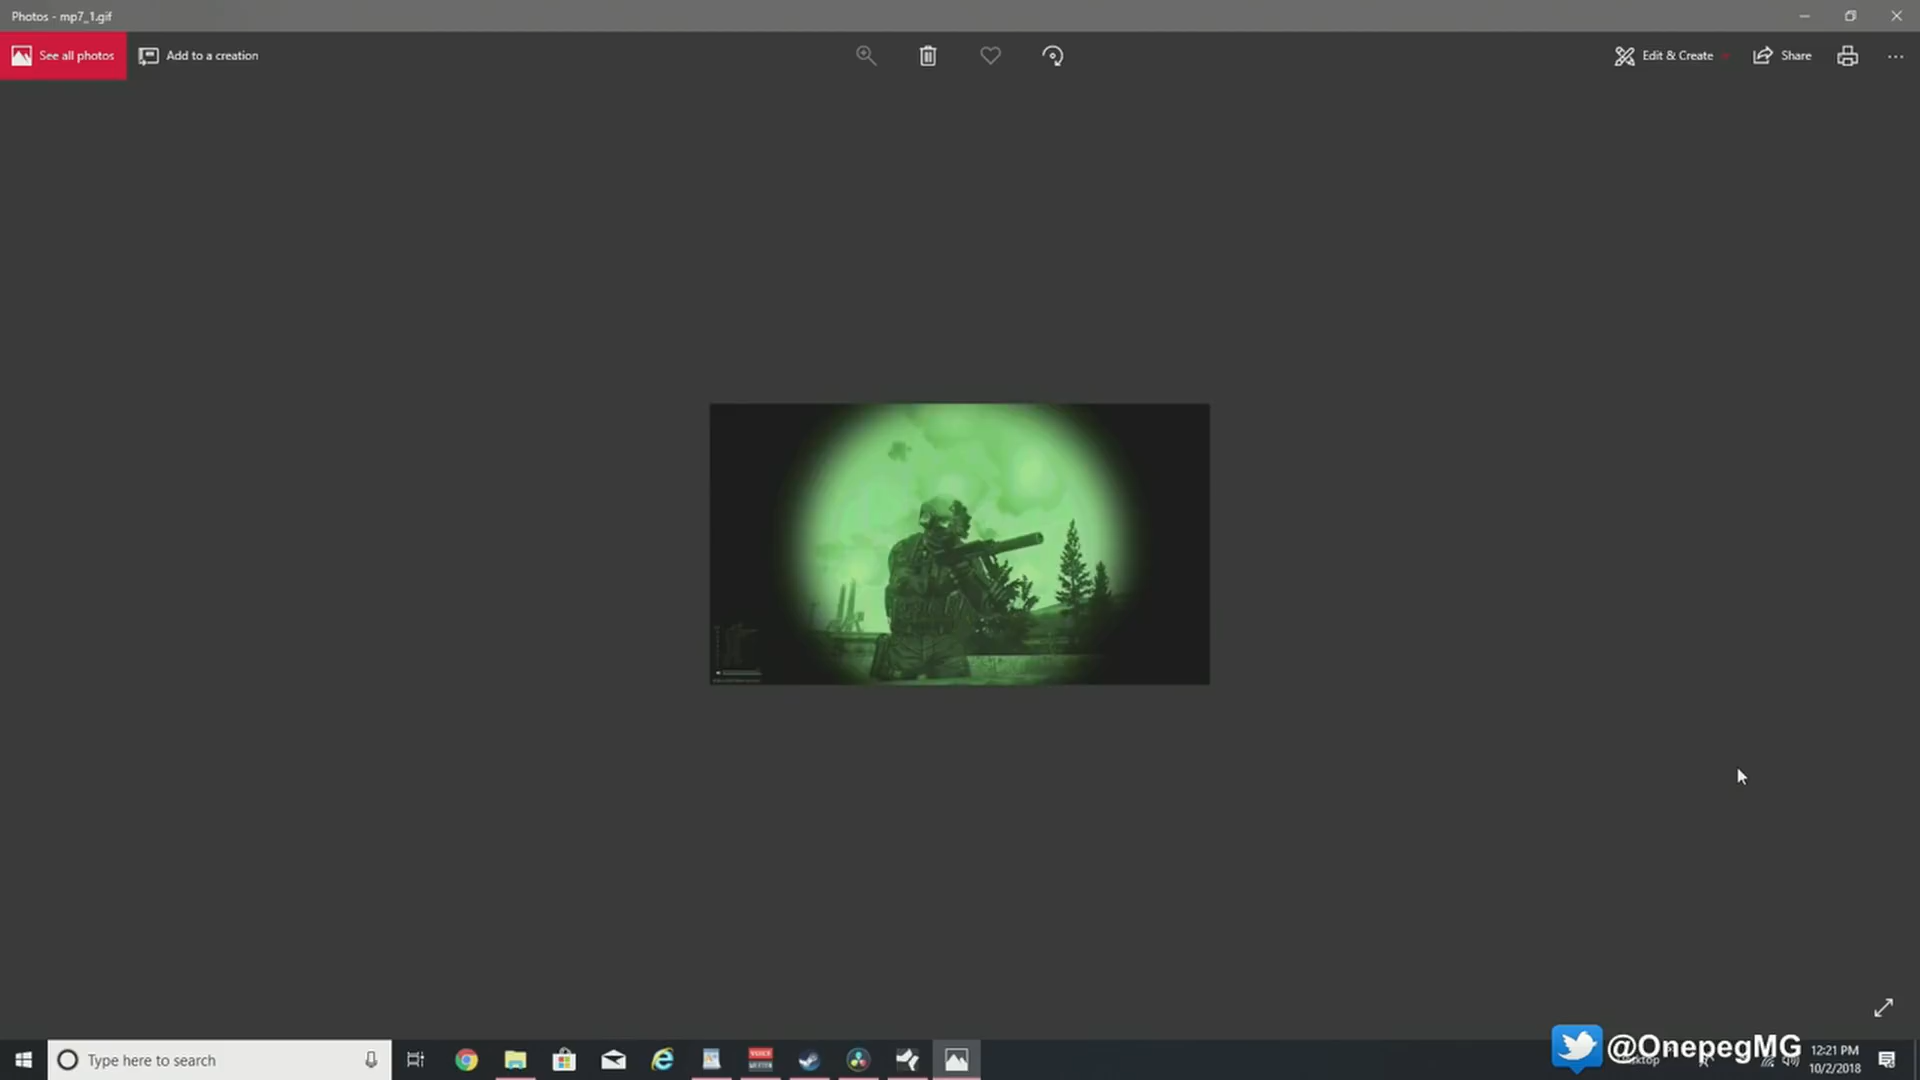 Photos - mp7_1.gif
See all photos
Add to a creation
Edit & Create
Share
Type here to search
@OnepegMG
12:21 PM
10/2/2018